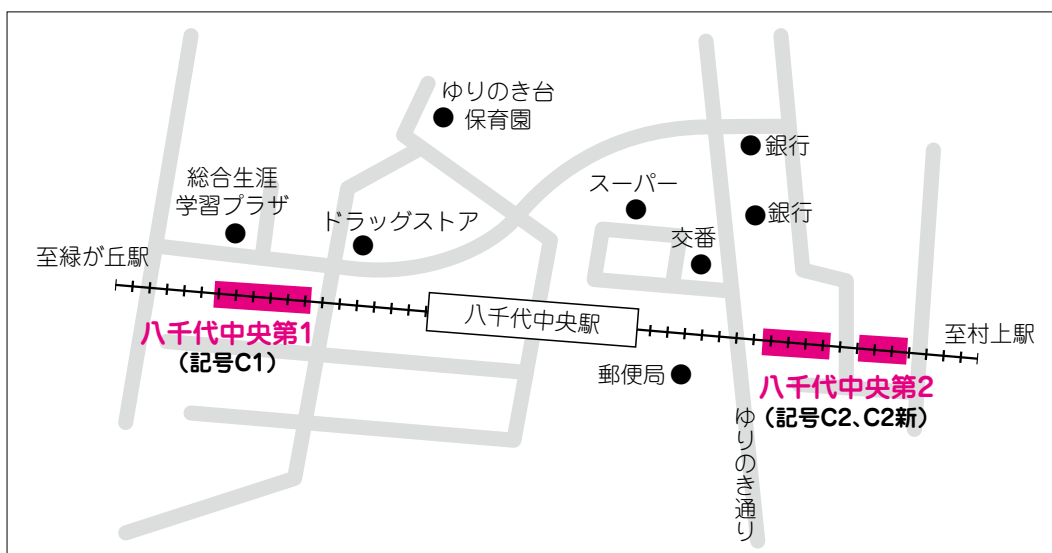 ゆりのき台
保育園
銀行
総合生涯
学習プラザ
スーパー
ドラッグストア
銀行
交番
至緑が丘駅
八千代中央駅
八千代中央第1
(記号C1)
至村上駅
郵便局
八千代中央第2
(記号C2、C2新)
ゆりのき通り